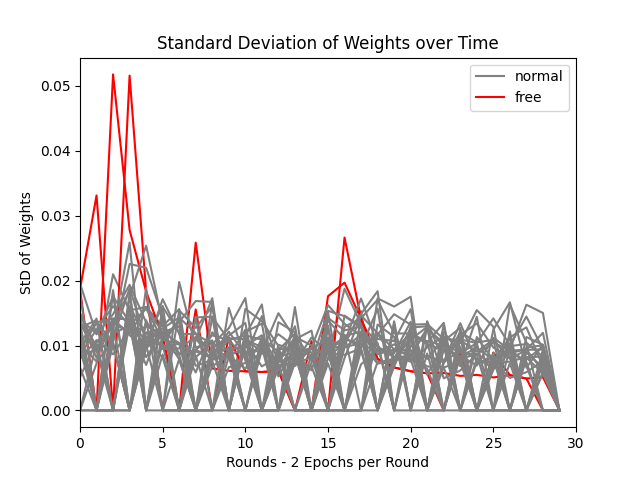 Standard Deviation of Weights over Time
normal
free
StD of Weights
0.05
0.04
0.03
0.02
0.01
0.00
0 5 10 15 20 25 30
Rounds - 2 Epochs per Round